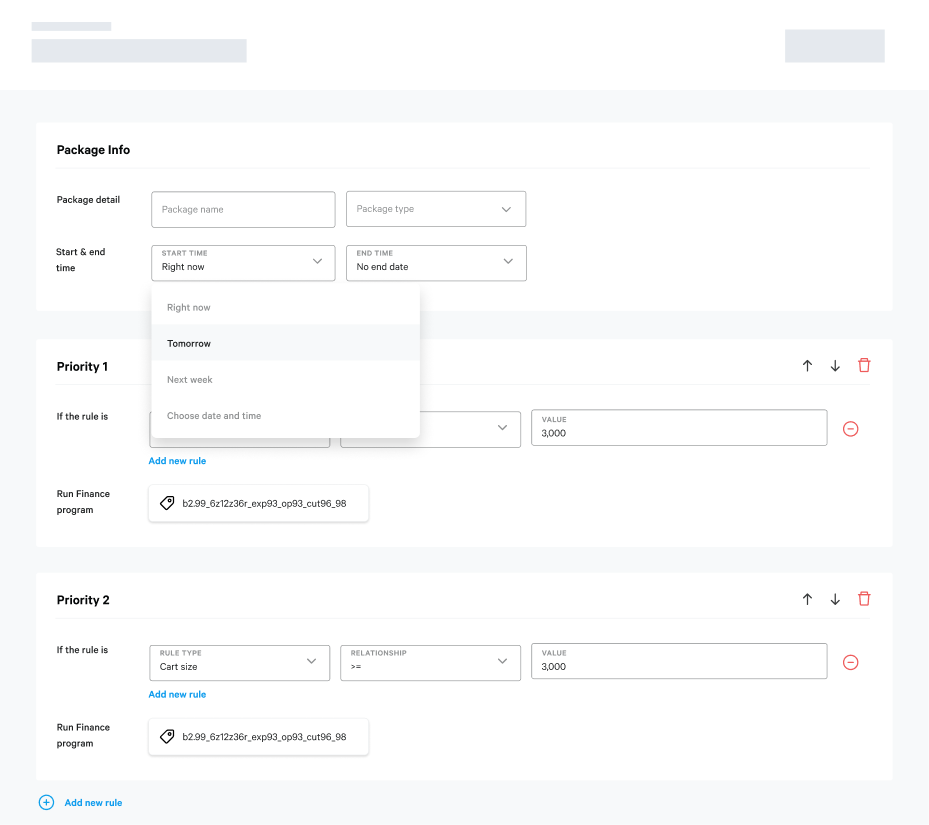 Package Info
Package detail
Package name
Package type
Start & end
time
START TIME
Right now
END TIME
No end date
Right now
Tomorrow
Next week
Choose date and time
Priority 1
If the rule is
VALUE
3,000
Add new rule
Run Finance
program
b2.99_6z12z36r_exp93_op93_cut96_98
Priority 2
If the rule is
RULE TYPE
Cart size
RELATIONSHIP
>=
VALUE
3,000
Add new rule
Run Finance
program
b2.99_6z12z36r_exp93_op93_cut96_98
Add new rule